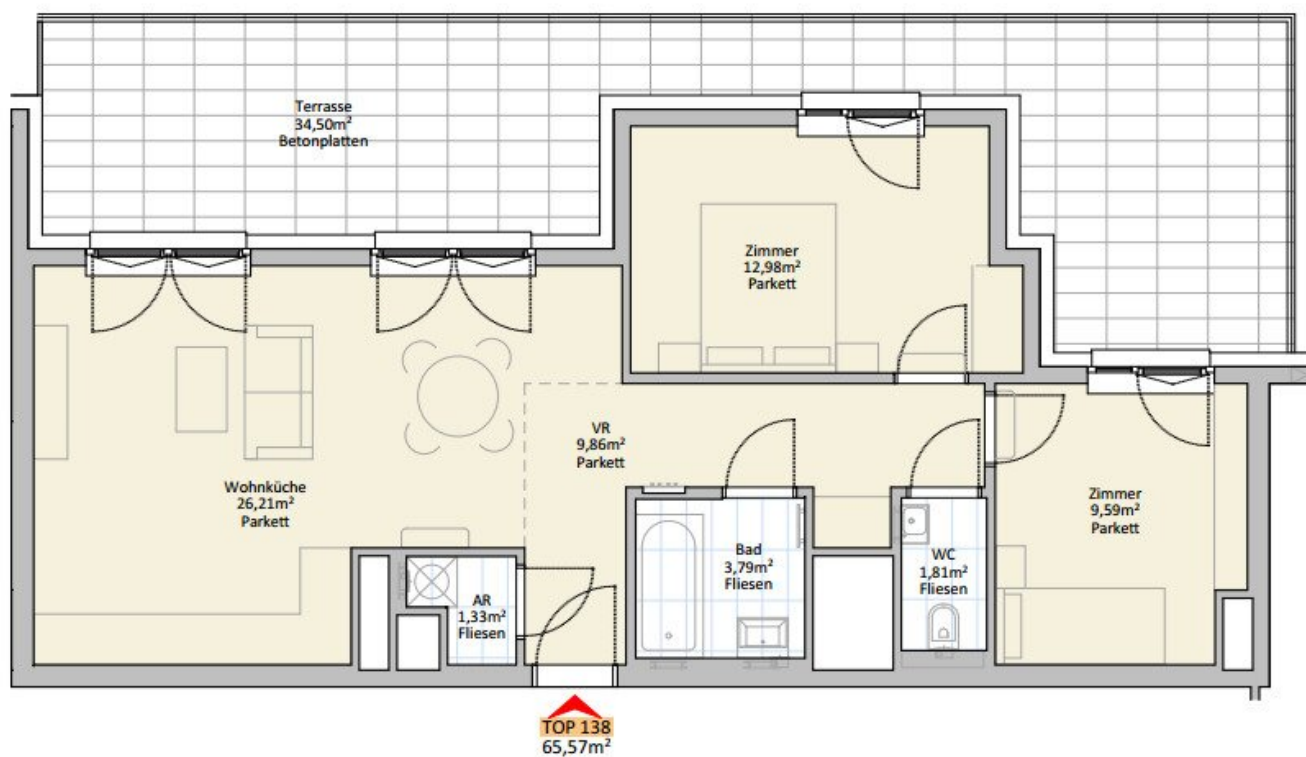 Terrasse
34,50m²
Betonplatten
Zimmer
12,98m²
Parkett
VR
9,86m²
Parkett
Wohnküche
26,21m²
Parkett
Zimmer
9,59m²
Parkett
Bad
3,79m²
Fliesen
WC
1,81m²
Fliesen
AR
1,33m²
Fliesen
TOP 138
65,57m²